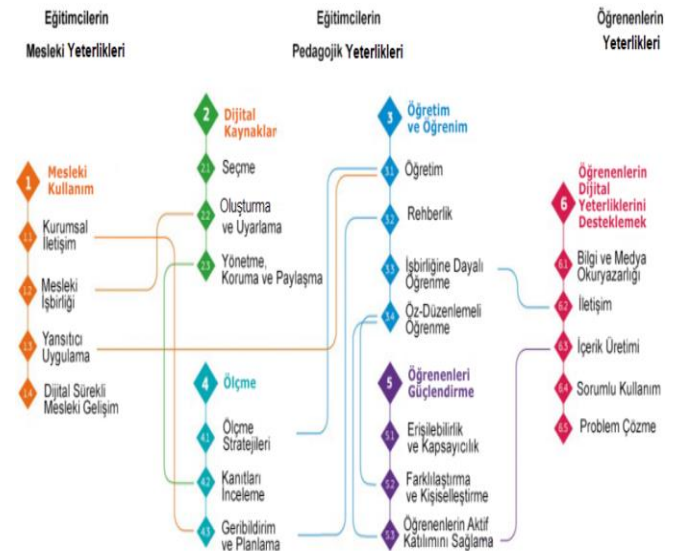 Eğitimcilerin
Mesleki Yeterlikleri
Eğitimcilerin
Pedagojik Yeterlikleri
Öğrenenlerin
Yeterlikleri
1
Mesleki
Kullanım
1.1
Kurumsal
İletişim
1.2
Mesleki
İşbirliği
1.3
Yansıtıcı
Uygulama
1.4
Dijital Sürekli
Mesleki Gelişim
2
Dijital
Kaynaklar
2.1
Seçme
2.2
Oluşturma
ve Uyarlama
2.3
Yönetme,
Koruma ve Paylaşma
3
Öğretim
ve Öğrenim
3.1
Öğretim
3.2
Rehberlik
3.3
İşbirliğine Dayalı
Öğrenme
3.4
Öz-Düzenlemeli
Öğrenme
4
Ölçme
4.1
Ölçme
Stratejileri
4.2
Kanıtları
İnceleme
4.3
Geribildirim
ve Planlama
5
Öğrenenleri
Güçlendirme
5.1
Erişilebilirlik
ve Kapsayıcılık
5.2
Farklılaştırma
ve Kişiselleştirme
5.3
Öğrenenlerin Aktif
Katılımını Sağlama
6
Öğrenenlerin
Dijital
Yeterliklerini
Desteklemek
6.1
Bilgi ve Medya
Okuryazarlığı
6.2
İletişim
6.3
İçerik Üretimi
6.4
Sorumlu Kullanım
6.5
Problem Çözme